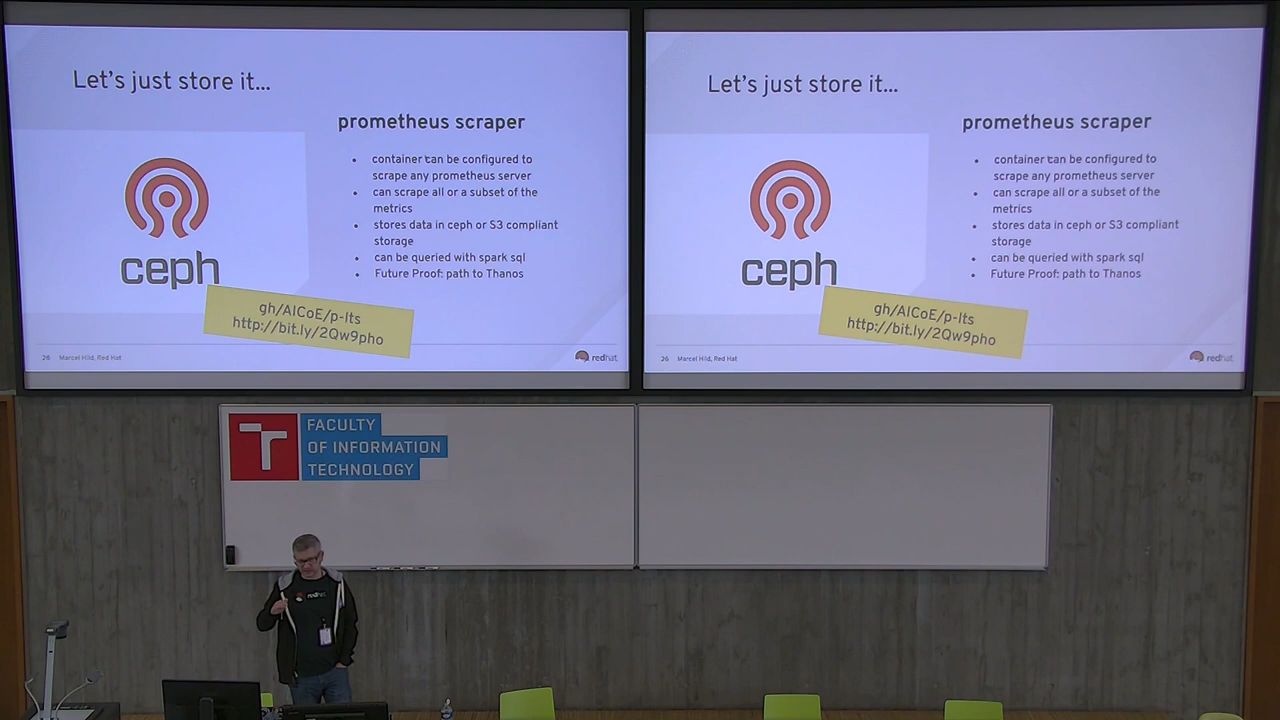 Let's just store it...
prometheus scraper
• container can be configured to
scrape any prometheus server
• can scrape all or a subset of the
metrics
• stores data in ceph or S3 compliant
storage
• can be queried with spark sql
• Future Proof: path to Thanos
ceph
gh/AICoE/p-lts
http://bit.ly/2Qw9pho
26 Marcel Hild, Red Hat
redhat
Let's just store it...
prometheus scraper
• container can be configured to
scrape any prometheus server
• can scrape all or a subset of the
metrics
• stores data in ceph or S3 compliant
storage
• can be queried with spark sql
• Future Proof: path to Thanos
ceph
gh/AICoE/p-lts
http://bit.ly/2Qw9pho
26 Marcel Hild, Red Hat
redhat
T
FACULTY
OF INFORMATION
TECHNOLOGY
redhat